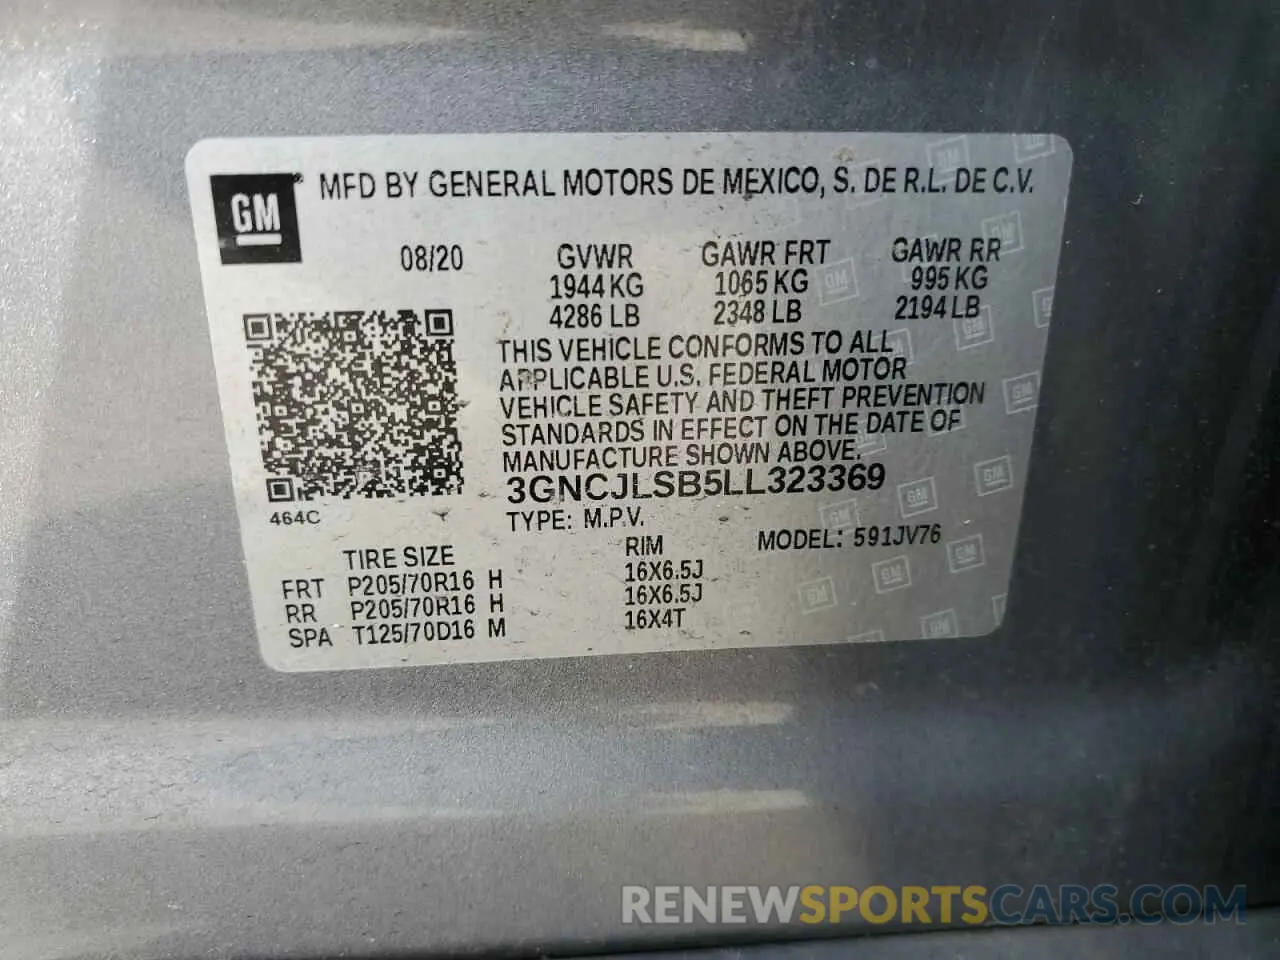 GM
MFD BY GENERAL MOTORS DE MEXICO, S. DE R.L. DE C.V.
08/20 GVWR GAWR FRT GAWR RR
1944 KG 1065 KG 995 KG
4286 LB 2348 LB 2194 LB
THIS VEHICLE CONFORMS TO ALL
APPLICABLE U.S. FEDERAL MOTOR
VEHICLE SAFETY AND THEFT PREVENTION
STANDARDS IN EFFECT ON THE DATE OF
MANUFACTURE SHOWN ABOVE.
3GNCJLSB5LL323369
464C
TYPE: M.P.V. MODEL: 591JV76
TIRE SIZE RIM
FRT P205/70R16 H 16X6.5J
RR P205/70R16 H 16X6.5J
SPA T125/70D16 M 16X4T
RENEWSPORTSCARS.COM